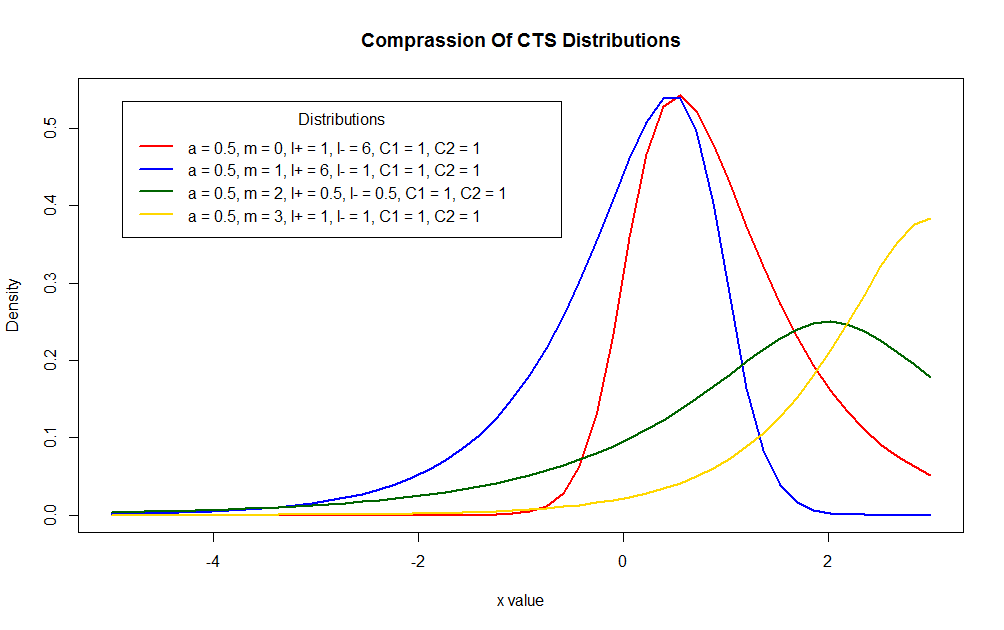 Comprassion Of CTS Distributions
Distributions
a = 0.5, m = 0, l+ = 1, l- = 6, C1 = 1, C2 = 1
a = 0.5, m = 1, l+ = 6, l- = 1, C1 = 1, C2 = 1
a = 0.5, m = 2, l+ = 0.5, l- = 0.5, C1 = 1, C2 = 1
a = 0.5, m = 3, l+ = 1, l- = 1, C1 = 1, C2 = 1
Density
0.5
0.4
0.3
0.2
0.1
0.0
-4 -2 0 2
x value